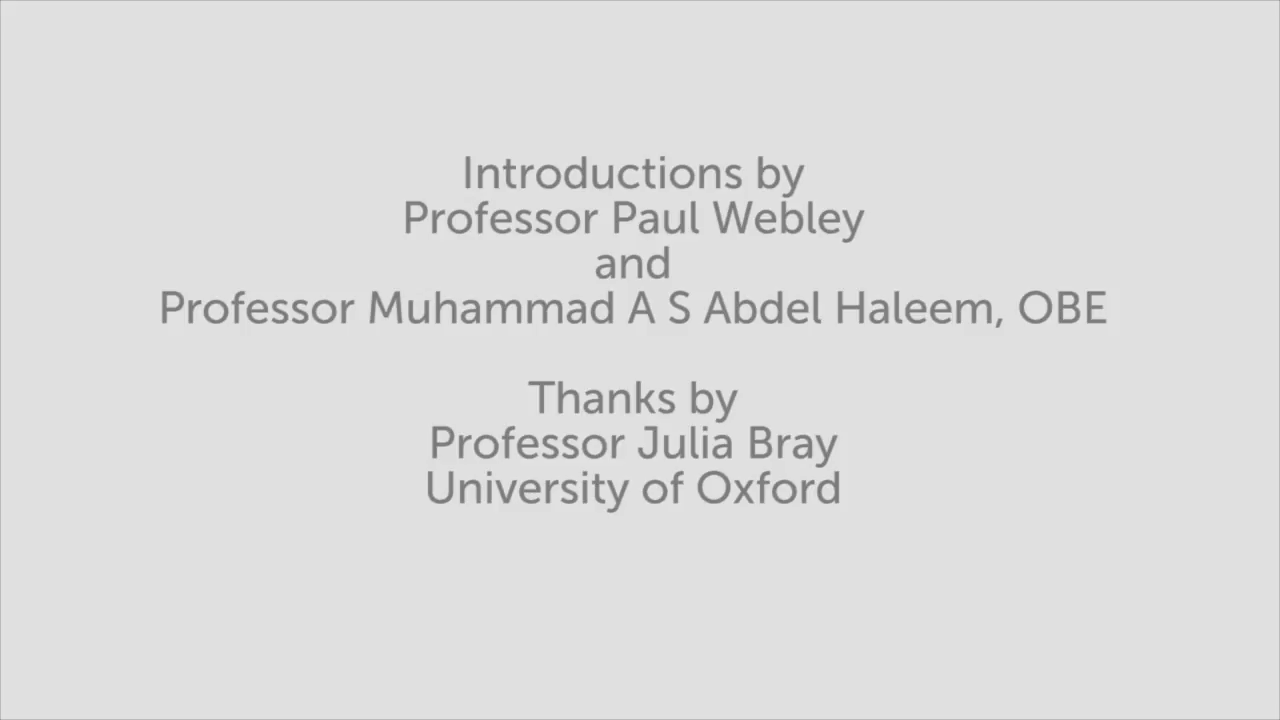 Introductions by
Professor Paul Webley
and
Professor Muhammad A S Abdel Haleem, OBE
Thanks by
Professor Julia Bray
University of Oxford